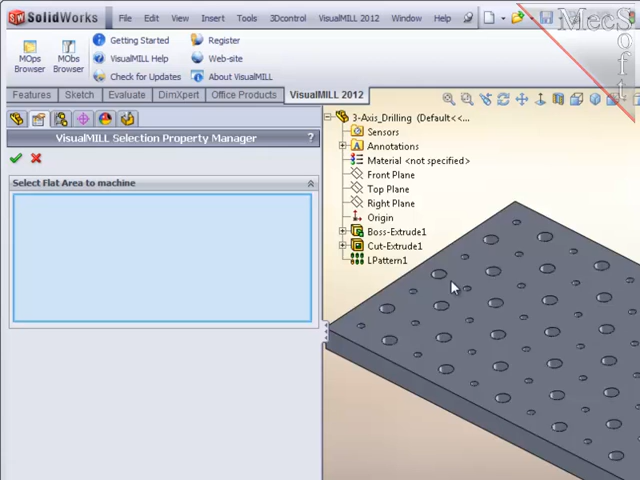 SolidWorks File Edit View Insert Tools 3Dcontrol VisualMILL 2012 Window Help
MecSoft
MOps Browser
MObs Browser
Getting Started
Register
VisualMILL Help
Web-site
Check for Updates
About VisualMILL
Features Sketch Evaluate DimXpert Office Products VisualMILL 2012
VisualMILL Selection Property Manager ?
Select Flat Area to machine
3-Axis_Drilling (Default<<...
Sensors
Annotations
Material <not specified>
Front Plane
Top Plane
Right Plane
Origin
Boss-Extrude1
Cut-Extrude1
LPattern1